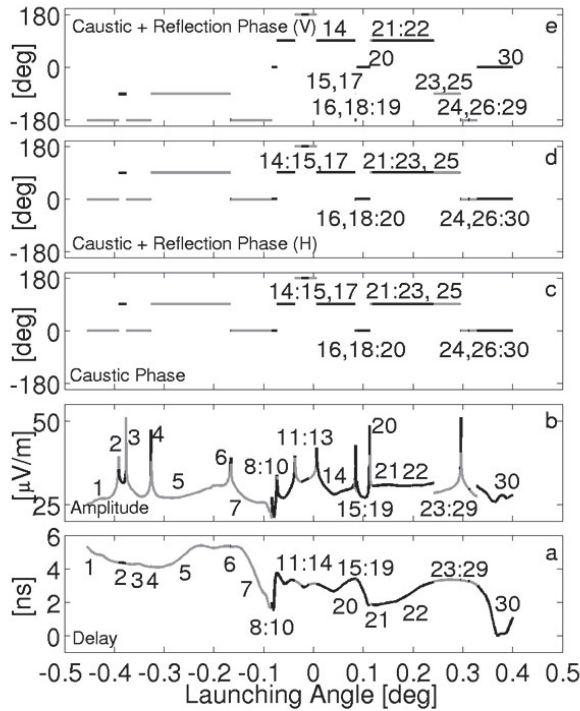 Caustic + Reflection Phase (V) 14 21:22 e
180
[deg] 0 20 30
15,17 23,25
16,18:19 24,26:29
-180
180 d
14:15,17 21:23, 25
[deg] 0
16,18:20 24,26:30
-180 Caustic + Reflection Phase (H)
180 c
14:15,17 21:23, 25
[deg] 0
16,18:20 24,26:30
-180 Caustic Phase
50 2 3 4 6 11:13 20 b
[µV/m] 1 5 8:10 14 21 22 30
25 Amplitude 7 15:19 23:29
6 a
[ns] 4 1 2 3 4 5 6 11:14 15:19 23:29
2 7 20 21 22 30
0 Delay 8:10
-0.5 -0.4 -0.3 -0.2 -0.1 0 0.1 0.2 0.3 0.4 0.5
Launching Angle [deg]